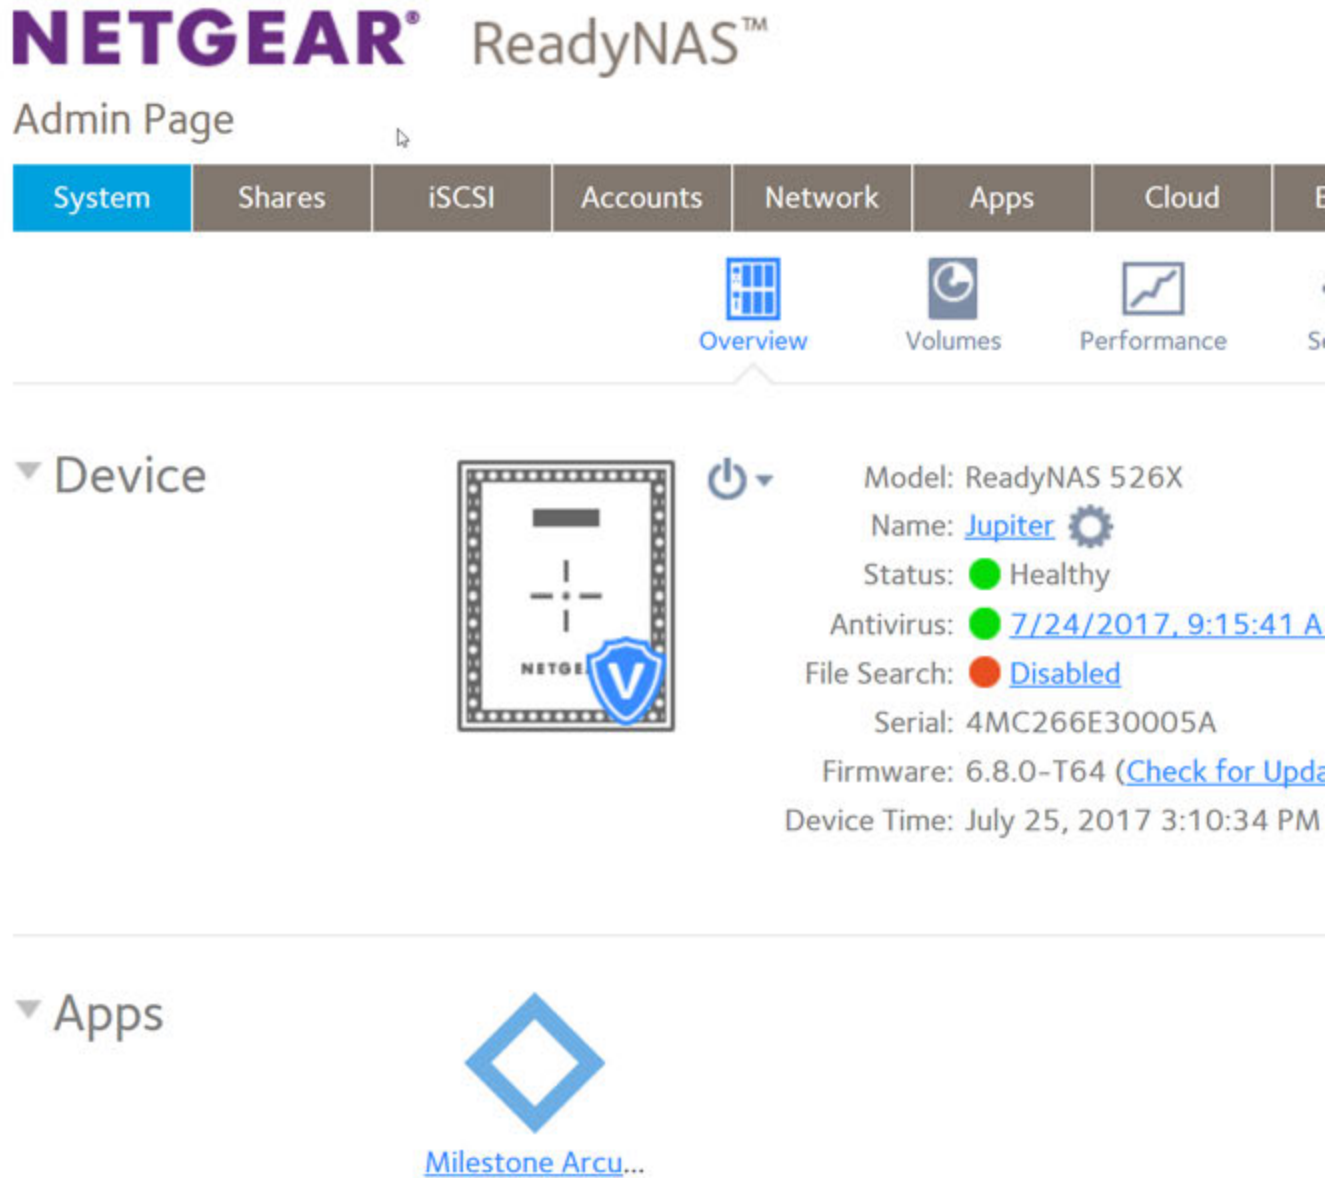 NETGEAR® ReadyNAS™
Admin Page
System Shares iSCSI Accounts Network Apps Cloud
Overview Volumes Performance
Device
Model: ReadyNAS 526X
Name: Jupiter
Status: Healthy
Antivirus: 7/24/2017, 9:15:41 A
File Search: Disabled
Serial: 4MC266E30005A
Firmware: 6.8.0-T64 (Check for Upda
Device Time: July 25, 2017 3:10:34 PM
NETGE
V
Apps
Milestone Arcu...